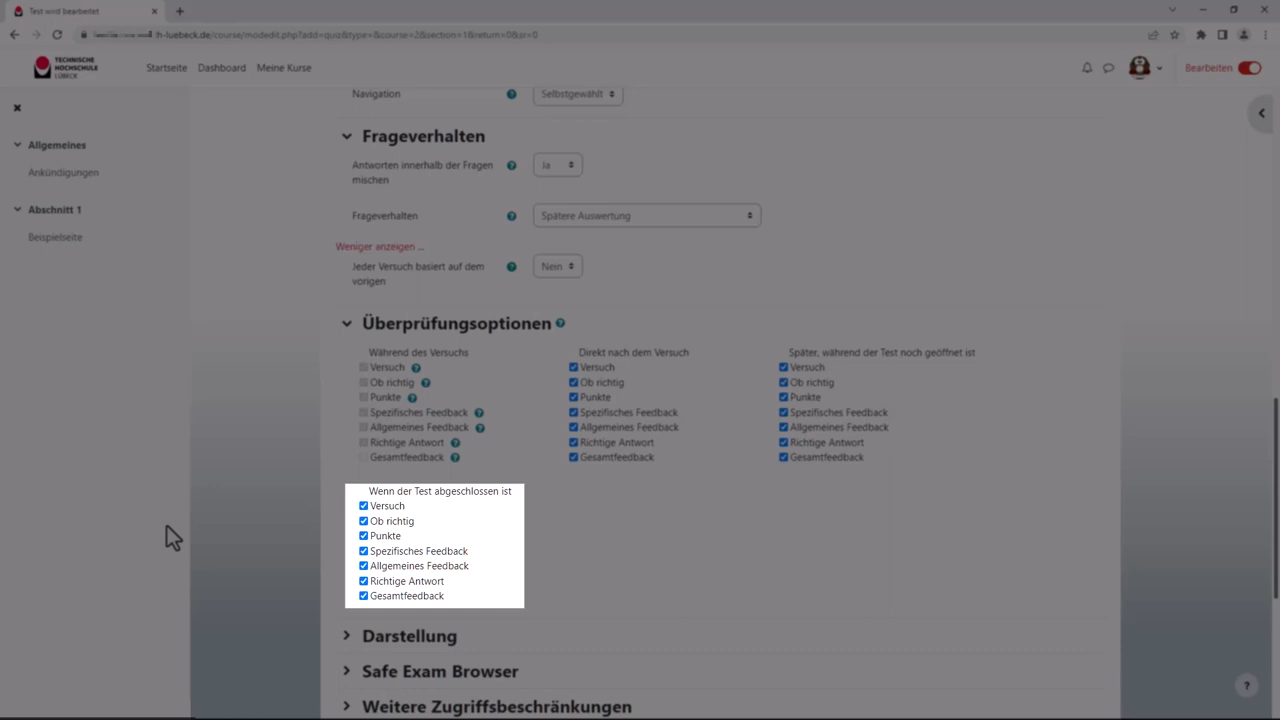 Test wird bearbeitet
h-luebeck.de/course/modedit.php?add=quiz&type=&course=2&section=1&return=0&sr=0
TECHNISCHE
HOCHSCHULE
LÜBECK
Startseite Dashboard Meine Kurse
Bearbeiten
Allgemeines
Ankündigungen
Abschnitt 1
Beispielseite
Navigation ? Selbstgewählt
Frageverhalten
Antworten innerhalb der Fragen ? Ja
mischen
Frageverhalten ? Spätere Auswertung
Weniger anzeigen ...
Jeder Versuch basiert auf dem ? Nein
vorigen
Überprüfungsoptionen ?
Während des Versuchs Direkt nach dem Versuch Später, während der Test noch geöffnet ist
Versuch ? Versuch Versuch
Ob richtig ? Ob richtig Ob richtig
Punkte ? Punkte Punkte
Spezifisches Feedback ? Spezifisches Feedback Spezifisches Feedback
Allgemeines Feedback ? Allgemeines Feedback Allgemeines Feedback
Richtige Antwort ? Richtige Antwort Richtige Antwort
Gesamtfeedback ? Gesamtfeedback Gesamtfeedback
Wenn der Test abgeschlossen ist
Versuch
Ob richtig
Punkte
Spezifisches Feedback
Allgemeines Feedback
Richtige Antwort
Gesamtfeedback
Darstellung
Safe Exam Browser
Weitere Zugriffsbeschränkungen
?